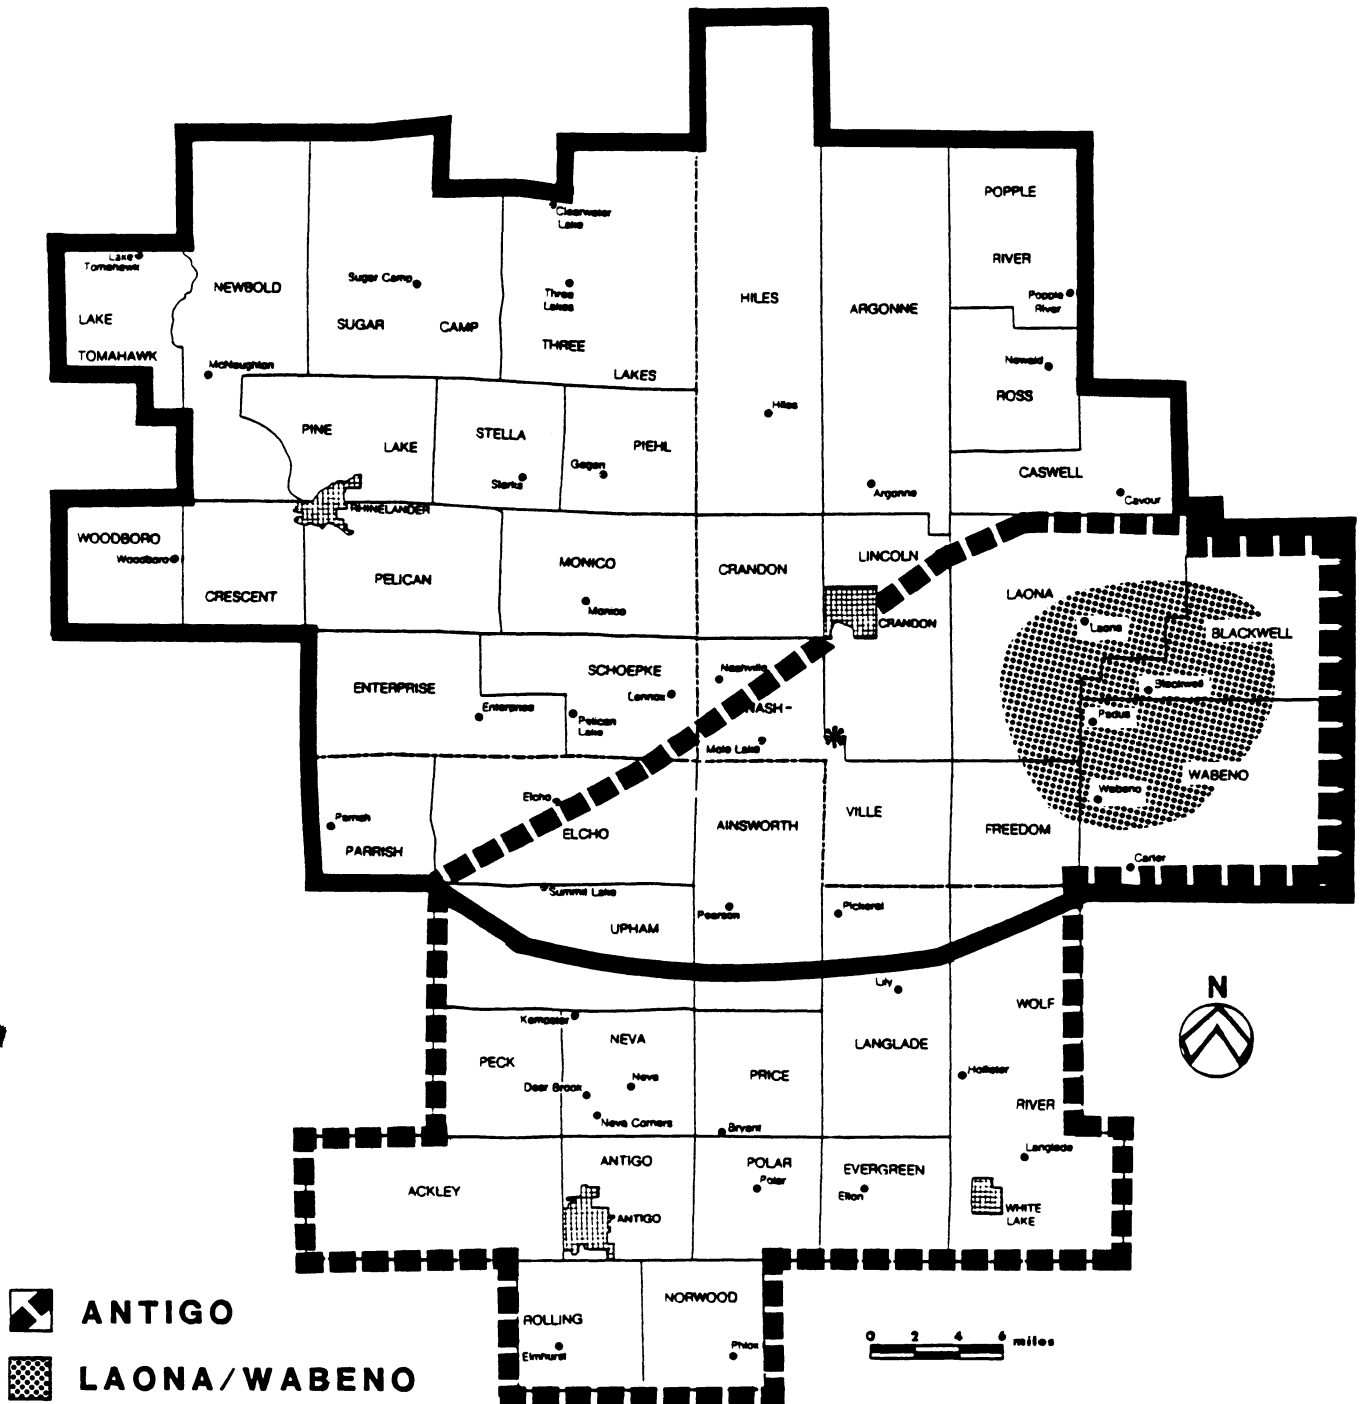 POPPLE
RIVER
Clearwater
Lake
Lake
Tomahawk
NEWBOLD
Sugar Camp
Three
Lakes
HILES
ARGONNE
Popple
River
LAKE
TOMAHAWK
SUGAR CAMP
THREE
LAKES
McNaughton
Newald
ROSS
Hiles
PINE
LAKE
STELLA
PIEHL
Gagen
Starks
CASWELL
Argonne
Cavour
RHINELANDER
WOODBORO
Woodboro
CRESCENT
PELICAN
MONICO
Monico
CRANDON
LINCOLN
CRANDON
LAONA
Laona
BLACKWELL
Blackwell
SCHOEPKE
Nashville
Lennox
ENTERPRISE
Enterprise
Pelican
Lake
NASH-
Mole Lake
Padus
WABENO
Wabeno
Elcho
ELCHO
AINSWORTH
VILLE
FREEDOM
Parrish
PARRISH
Carter
Summit Lake
Pearson
Pickerel
UPHAM
Lily
WOLF
N
Kempster
NEVA
PECK
LANGLADE
PRICE
Hollister
Deer Brook
Neva
RIVER
Neva Corners
Bryant
Langlade
ANTIGO
POLAR
Polar
EVERGREEN
Elton
ACKLEY
WHITE
LAKE
ANTIGO
NORWOOD
ROLLING
Elmhurst
Phlox
0 2 4 6 miles
ANTIGO
LAONA/WABENO